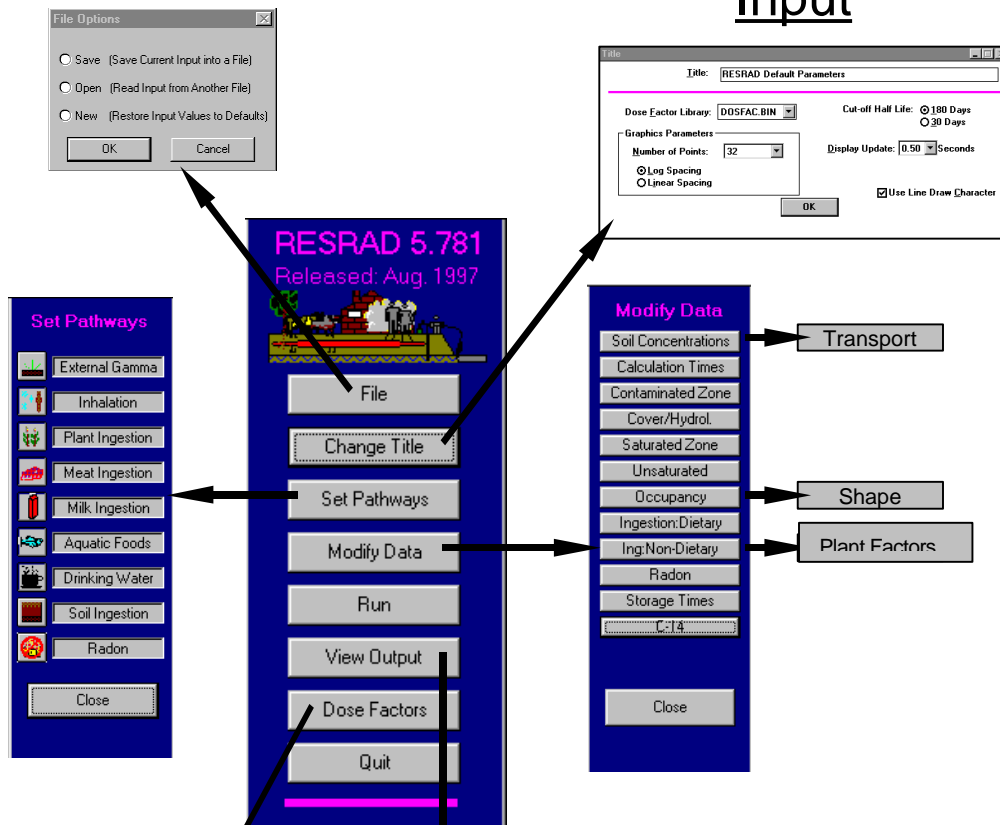 Input
File Options
Save (Save Current Input into a File)
Open (Read Input from Another File)
New (Restore Input Values to Defaults)
OK Cancel
Title
Title: RESRAD Default Parameters
Dose Factor Library: DOSFAC.BIN
Cut-off Half Life: 180 Days
30 Days
Graphics Parameters
Number of Points: 32
Display Update: 0.50 Seconds
Log Spacing
Linear Spacing
Use Line Draw Character
OK
RESRAD 5.781
Released: Aug. 1997
File
Change Title
Set Pathways
Modify Data
Run
View Output
Dose Factors
Quit
Set Pathways
External Gamma
Inhalation
Plant Ingestion
Meat Ingestion
Milk Ingestion
Aquatic Foods
Drinking Water
Soil Ingestion
Radon
Close
Modify Data
Soil Concentrations
Calculation Times
Contaminated Zone
Cover/Hydrol.
Saturated Zone
Unsaturated
Occupancy
Ingestion:Dietary
Ing:Non-Dietary
Radon
Storage Times
C-14
Close
Transport
Shape
Plant Factors